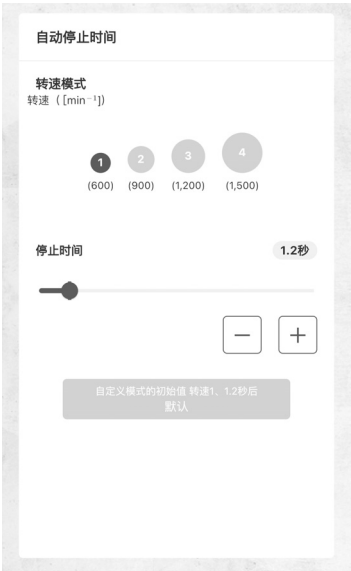 自动停止时间
转速模式
转速（[min⁻¹]）
1 2 3 4
(600) (900) (1,200) (1,500)
停止时间 1.2秒
− +
自定义模式的初始值 转速1、1.2秒后
默认